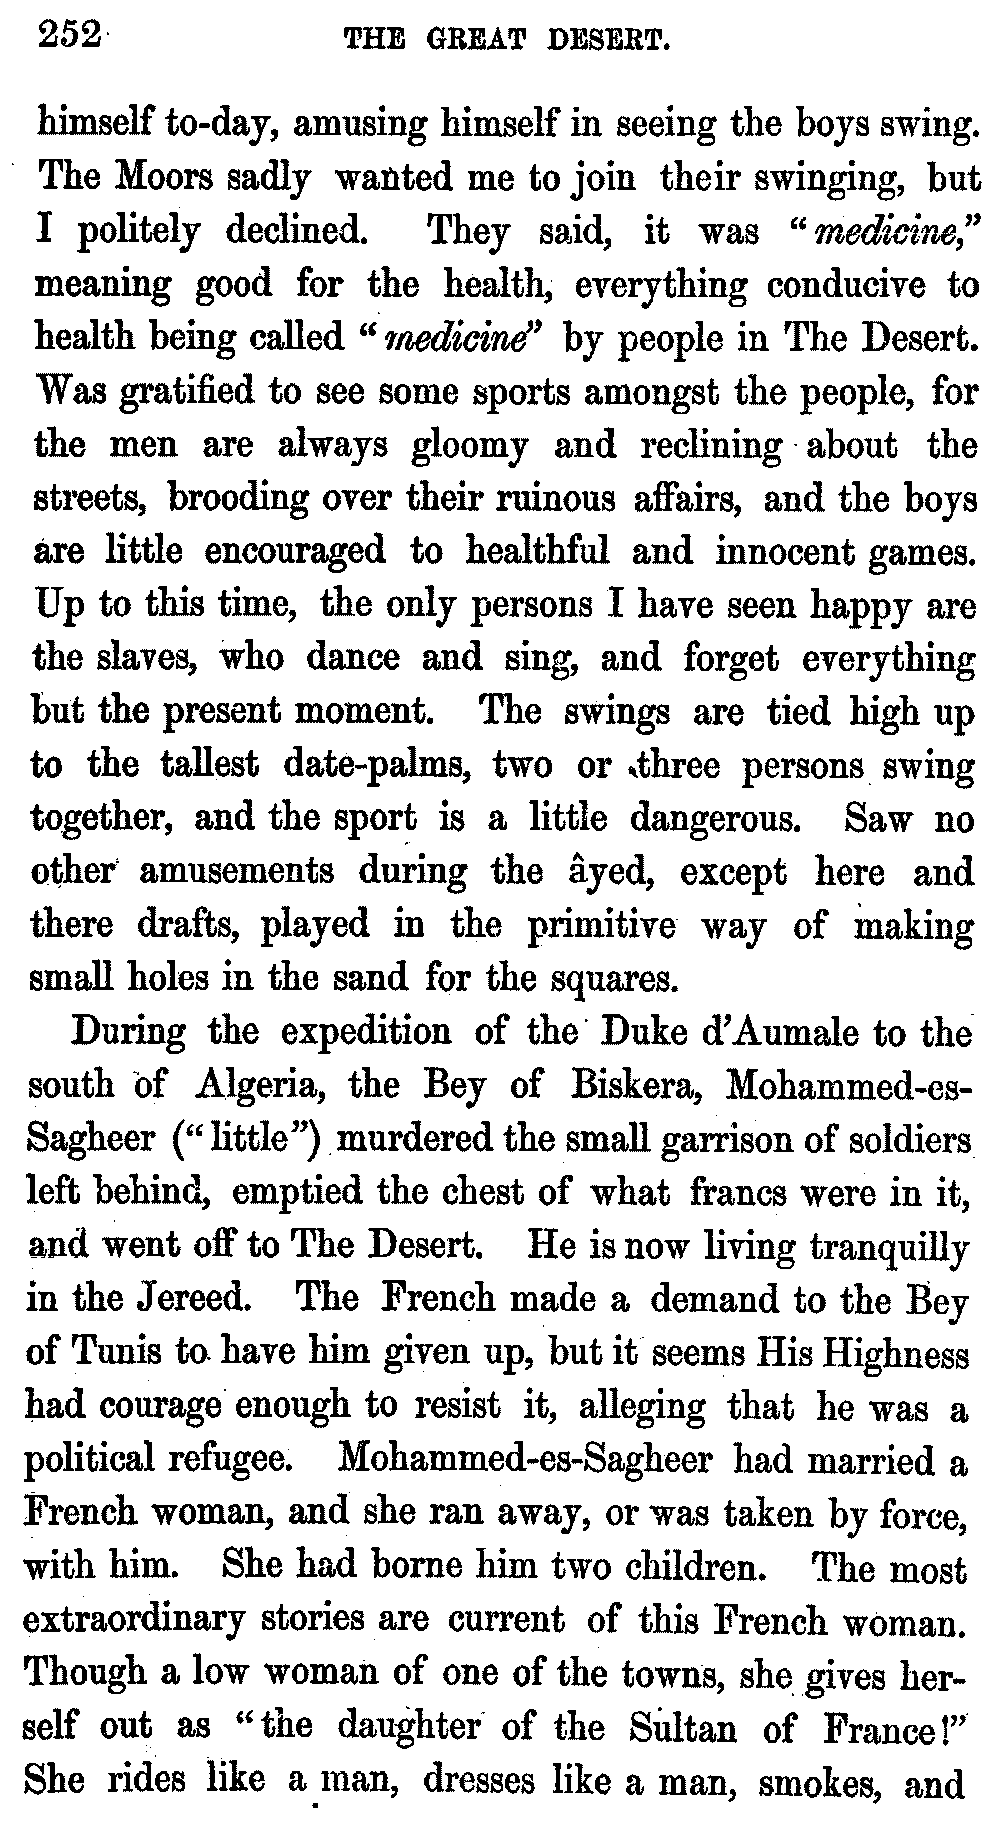 252 THE GREAT DESERT.
himself to-day, amusing himself in seeing the boys swing.
The Moors sadly wanted me to join their swinging, but
I politely declined. They said, it was “medicine,”
meaning good for the health, everything conducive to
health being called “medicine” by people in The Desert.
Was gratified to see some sports amongst the people, for
the men are always gloomy and reclining about the
streets, brooding over their ruinous affairs, and the boys
are little encouraged to healthful and innocent games.
Up to this time, the only persons I have seen happy are
the slaves, who dance and sing, and forget everything
but the present moment. The swings are tied high up
to the tallest date-palms, two or three persons swing
together, and the sport is a little dangerous. Saw no
other amusements during the âyed, except here and
there drafts, played in the primitive way of making
small holes in the sand for the squares.
During the expedition of the Duke d’Aumale to the
south of Algeria, the Bey of Biskera, Mohammed-es-
Sagheer (“little”) murdered the small garrison of soldiers
left behind, emptied the chest of what francs were in it,
and went off to The Desert. He is now living tranquilly
in the Jereed. The French made a demand to the Bey
of Tunis to have him given up, but it seems His Highness
had courage enough to resist it, alleging that he was a
political refugee. Mohammed-es-Sagheer had married a
French woman, and she ran away, or was taken by force,
with him. She had borne him two children. The most
extraordinary stories are current of this French woman.
Though a low woman of one of the towns, she gives her-
self out as “the daughter of the Sultan of France!”
She rides like a man, dresses like a man, smokes, and